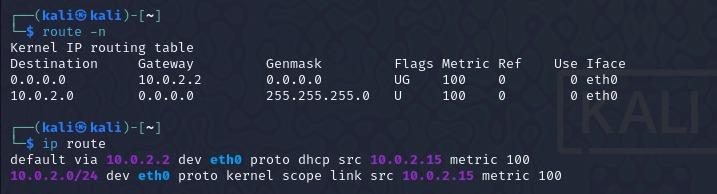 ┌──(kali㉿kali)-[~]
└─$ route -n
Kernel IP routing table
Destination     Gateway         Genmask         Flags Metric Ref    Use Iface
0.0.0.0         10.0.2.2        0.0.0.0         UG    100    0        0 eth0
10.0.2.0        0.0.0.0         255.255.255.0   U     100    0        0 eth0
┌──(kali㉿kali)-[~]
└─$ ip route
default via 10.0.2.2 dev eth0 proto dhcp src 10.0.2.15 metric 100
10.0.2.0/24 dev eth0 proto kernel scope link src 10.0.2.15 metric 100
KALI